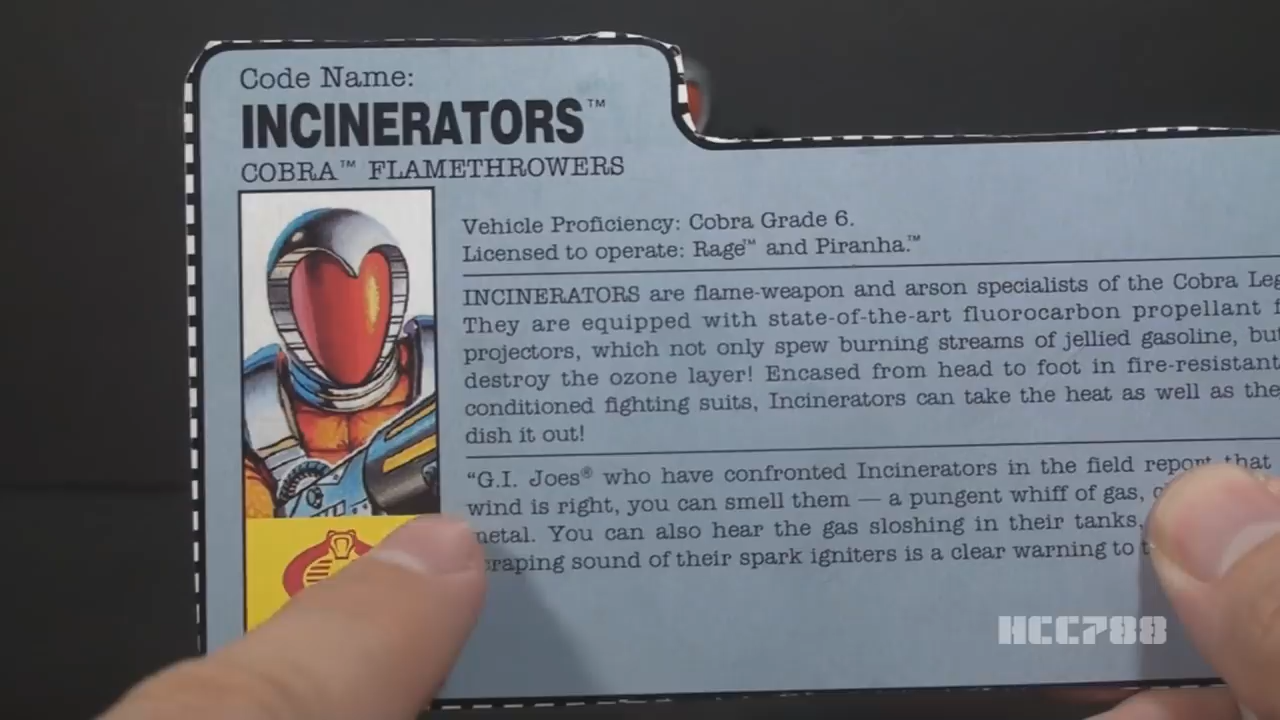 Code Name:
INCINERATORS™
COBRA™ FLAMETHROWERS
Vehicle Proficiency: Cobra Grade 6.
Licensed to operate: Rage™ and Piranha.™
INCINERATORS are flame-weapon and arson specialists of the Cobra
They are equipped with state-of-the-art fluorocarbon propellant
projectors, which not only spew burning streams of jellied gasoline,
destroy the ozone layer! Encased from head to foot in fire-resistant
conditioned fighting suits, Incinerators can take the heat as well as
dish it out!
"G.I. Joes® who have confronted Incinerators in the field report that
wind is right, you can smell them — a pungent whiff of gas,
You can also hear the gas sloshing in their tanks,
sound of their spark igniters is a clear warning to
HCC788